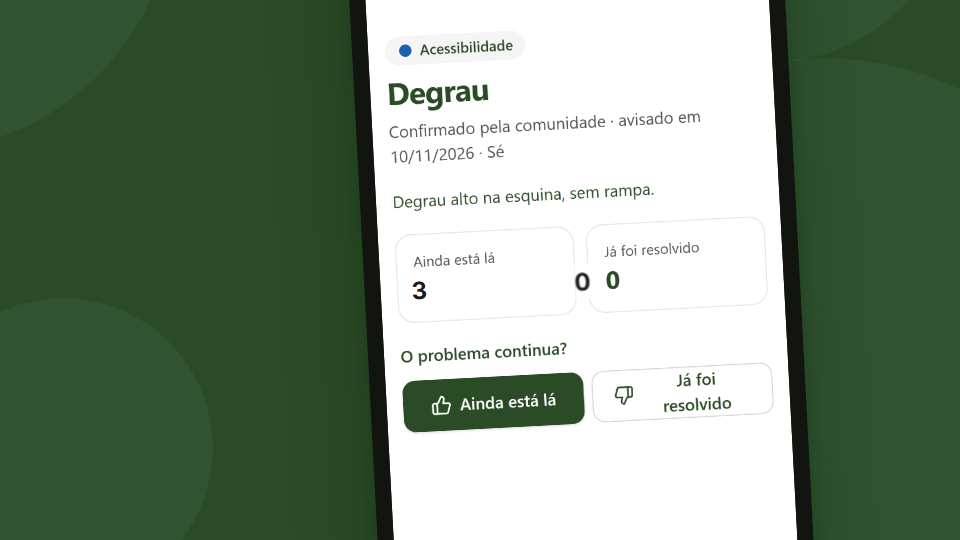 Acessibilidade
Degrau
Confirmado pela comunidade · avisado em
10/11/2026 · Sé
Degrau alto na esquina, sem rampa.
Ainda está lá
3
0
Já foi resolvido
0
O problema continua?
Ainda está lá
Já foi
resolvido